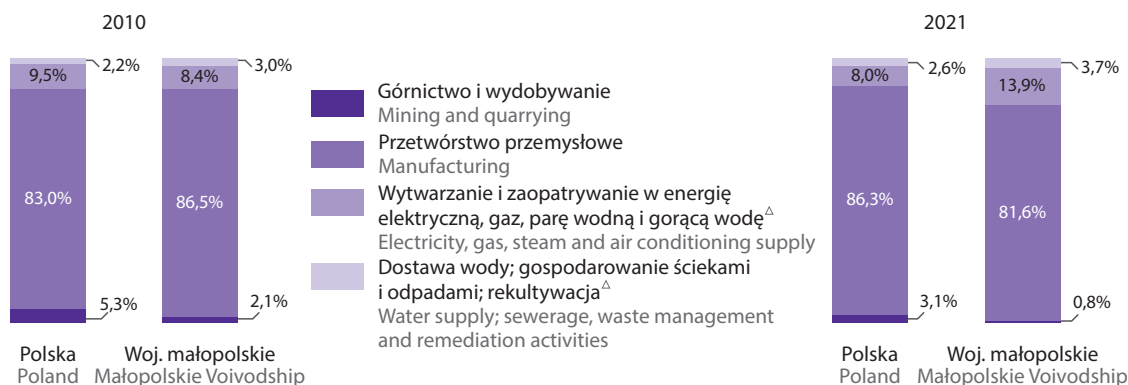 2010
9,5%
2,2%
8,4%
3,0%
83,0%
86,5%
5,3%
2,1%
Polska
Poland
Woj. małopolskie
Małopolskie Voivodship
Górnictwo i wydobywanie
Mining and quarrying
Przetwórstwo przemysłowe
Manufacturing
Wytwarzanie i zaopatrywanie w energię
elektryczną, gaz, parę wodną i gorącą wodę△
Electricity, gas, steam and air conditioning supply
Dostawa wody; gospodarowanie ściekami
i odpadami; rekultywacja△
Water supply; sewerage, waste management
and remediation activities
2021
8,0%
2,6%
13,9%
3,7%
86,3%
81,6%
3,1%
0,8%
Polska
Poland
Woj. małopolskie
Małopolskie Voivodship